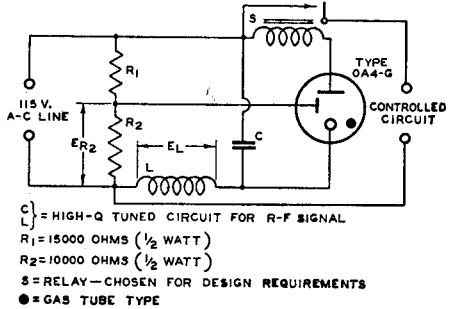 S
TYPE
0A4-G
R1
115 V.
A-C LINE
CONTROLLED
CIRCUIT
R2
ER2
EL
C
L
C
L } = HIGH-Q TUNED CIRCUIT FOR R-F SIGNAL
R1 = 15000 OHMS (1/2 WATT)
R2 = 10000 OHMS (1/2 WATT)
S = RELAY—CHOSEN FOR DESIGN REQUIREMENTS
● = GAS TUBE TYPE